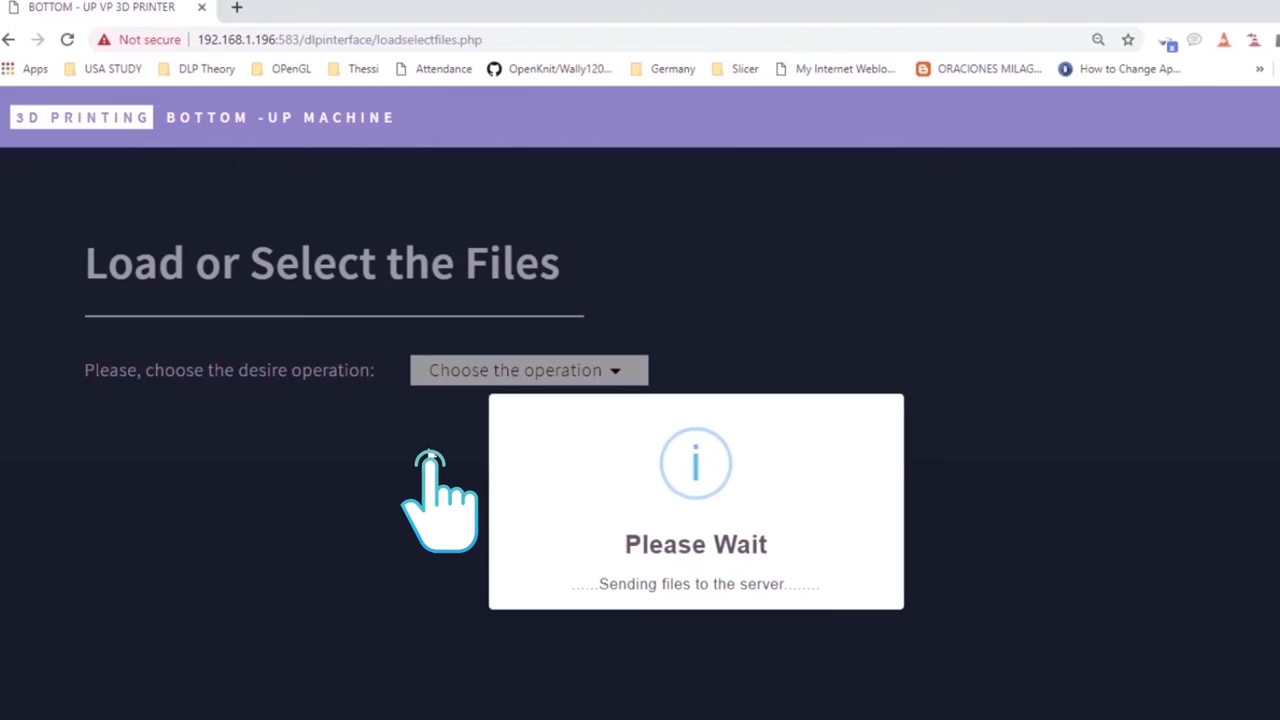 BOTTOM - UP VP 3D PRINTER
Not secure 192.168.1.196:583/dlpinterface/loadselectfiles.php
Apps USA STUDY DLP Theory OPenGL Thessi Attendance OpenKnit/Wally120... Germany Slicer My Internet Weblo... ORACIONES MILAG... How to Change Ap... »
3D PRINTING BOTTOM -UP MACHINE
Load or Select the Files
Please, choose the desire operation: Choose the operation
i
Please Wait
......Sending files to the server........